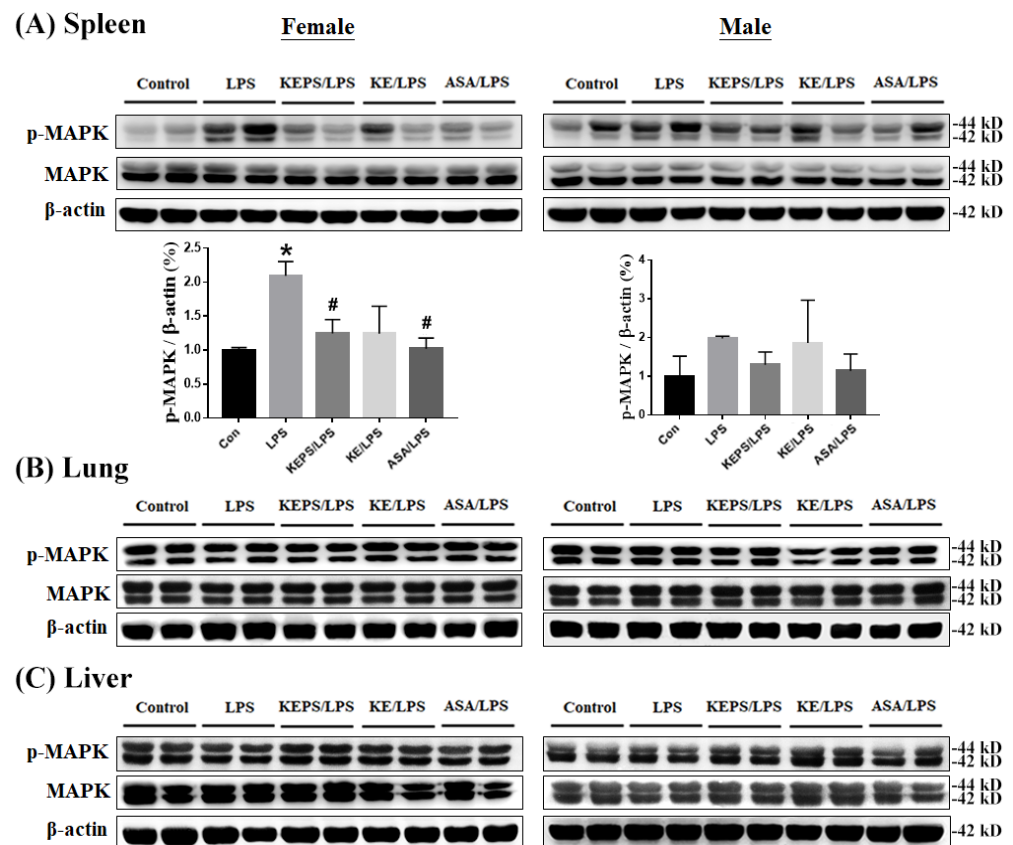 (A) Spleen
Female Male
Control LPS KEPS/LPS KE/LPS ASA/LPS Control LPS KEPS/LPS KE/LPS ASA/LPS
p-MAPK -44 kD
-42 kD
MAPK -44 kD
-42 kD
β-actin -42 kD
p-MAPK / β-actin (%)
2.5
2.0
1.5
1.0
0.5
0.0
*
#
#
Con LPS KEPS/LPS KE/LPS ASA/LPS
p-MAPK / β-actin (%)
4
3
2
1
0
Con LPS KEPS/LPS KE/LPS ASA/LPS
(B) Lung
Control LPS KEPS/LPS KE/LPS ASA/LPS Control LPS KEPS/LPS KE/LPS ASA/LPS
p-MAPK -44 kD
-42 kD
MAPK -44 kD
-42 kD
β-actin -42 kD
(C) Liver
Control LPS KEPS/LPS KE/LPS ASA/LPS Control LPS KEPS/LPS KE/LPS ASA/LPS
p-MAPK -44 kD
-42 kD
MAPK -44 kD
-42 kD
β-actin -42 kD